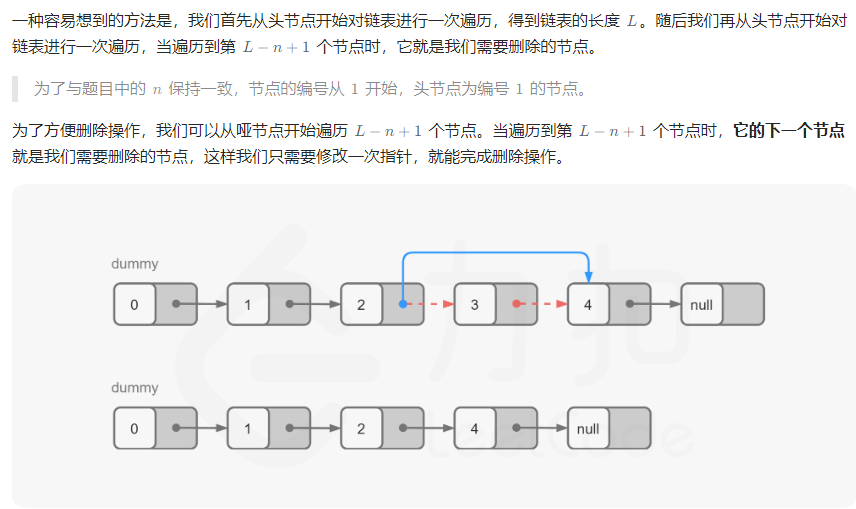 一种容易想到的方法是，我们首先从头节点开始对链表进行一次遍历，得到链表的长度 L。随后我们再从头节点开始对
链表进行一次遍历，当遍历到第 L − n + 1 个节点时，它就是我们需要删除的节点。
为了与题目中的 n 保持一致，节点的编号从 1 开始，头节点为编号 1 的节点。
为了方便删除操作，我们可以从哑节点开始遍历 L − n + 1 个节点。当遍历到第 L − n + 1 个节点时，它的下一个节点
就是我们需要删除的节点，这样我们只需要修改一次指针，就能完成删除操作。
dummy
0 1 2 3 4 null
dummy
0 1 2 4 null
力扣
LeetCode